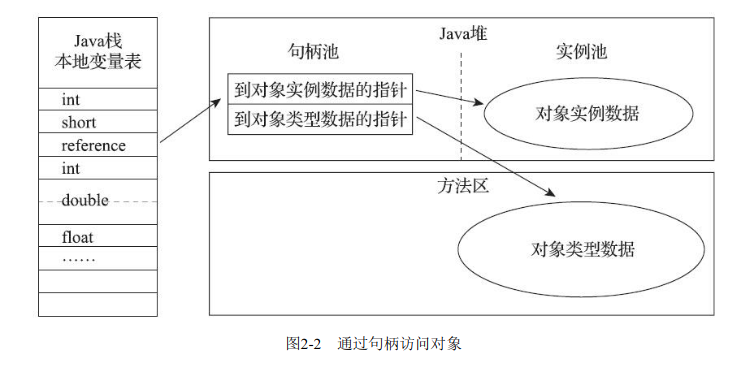 Java栈
本地变量表
int
short
reference
int
double
float
……
Java堆
句柄池
实例池
到对象实例数据的指针
到对象类型数据的指针
对象实例数据
方法区
对象类型数据
图2-2 通过句柄访问对象